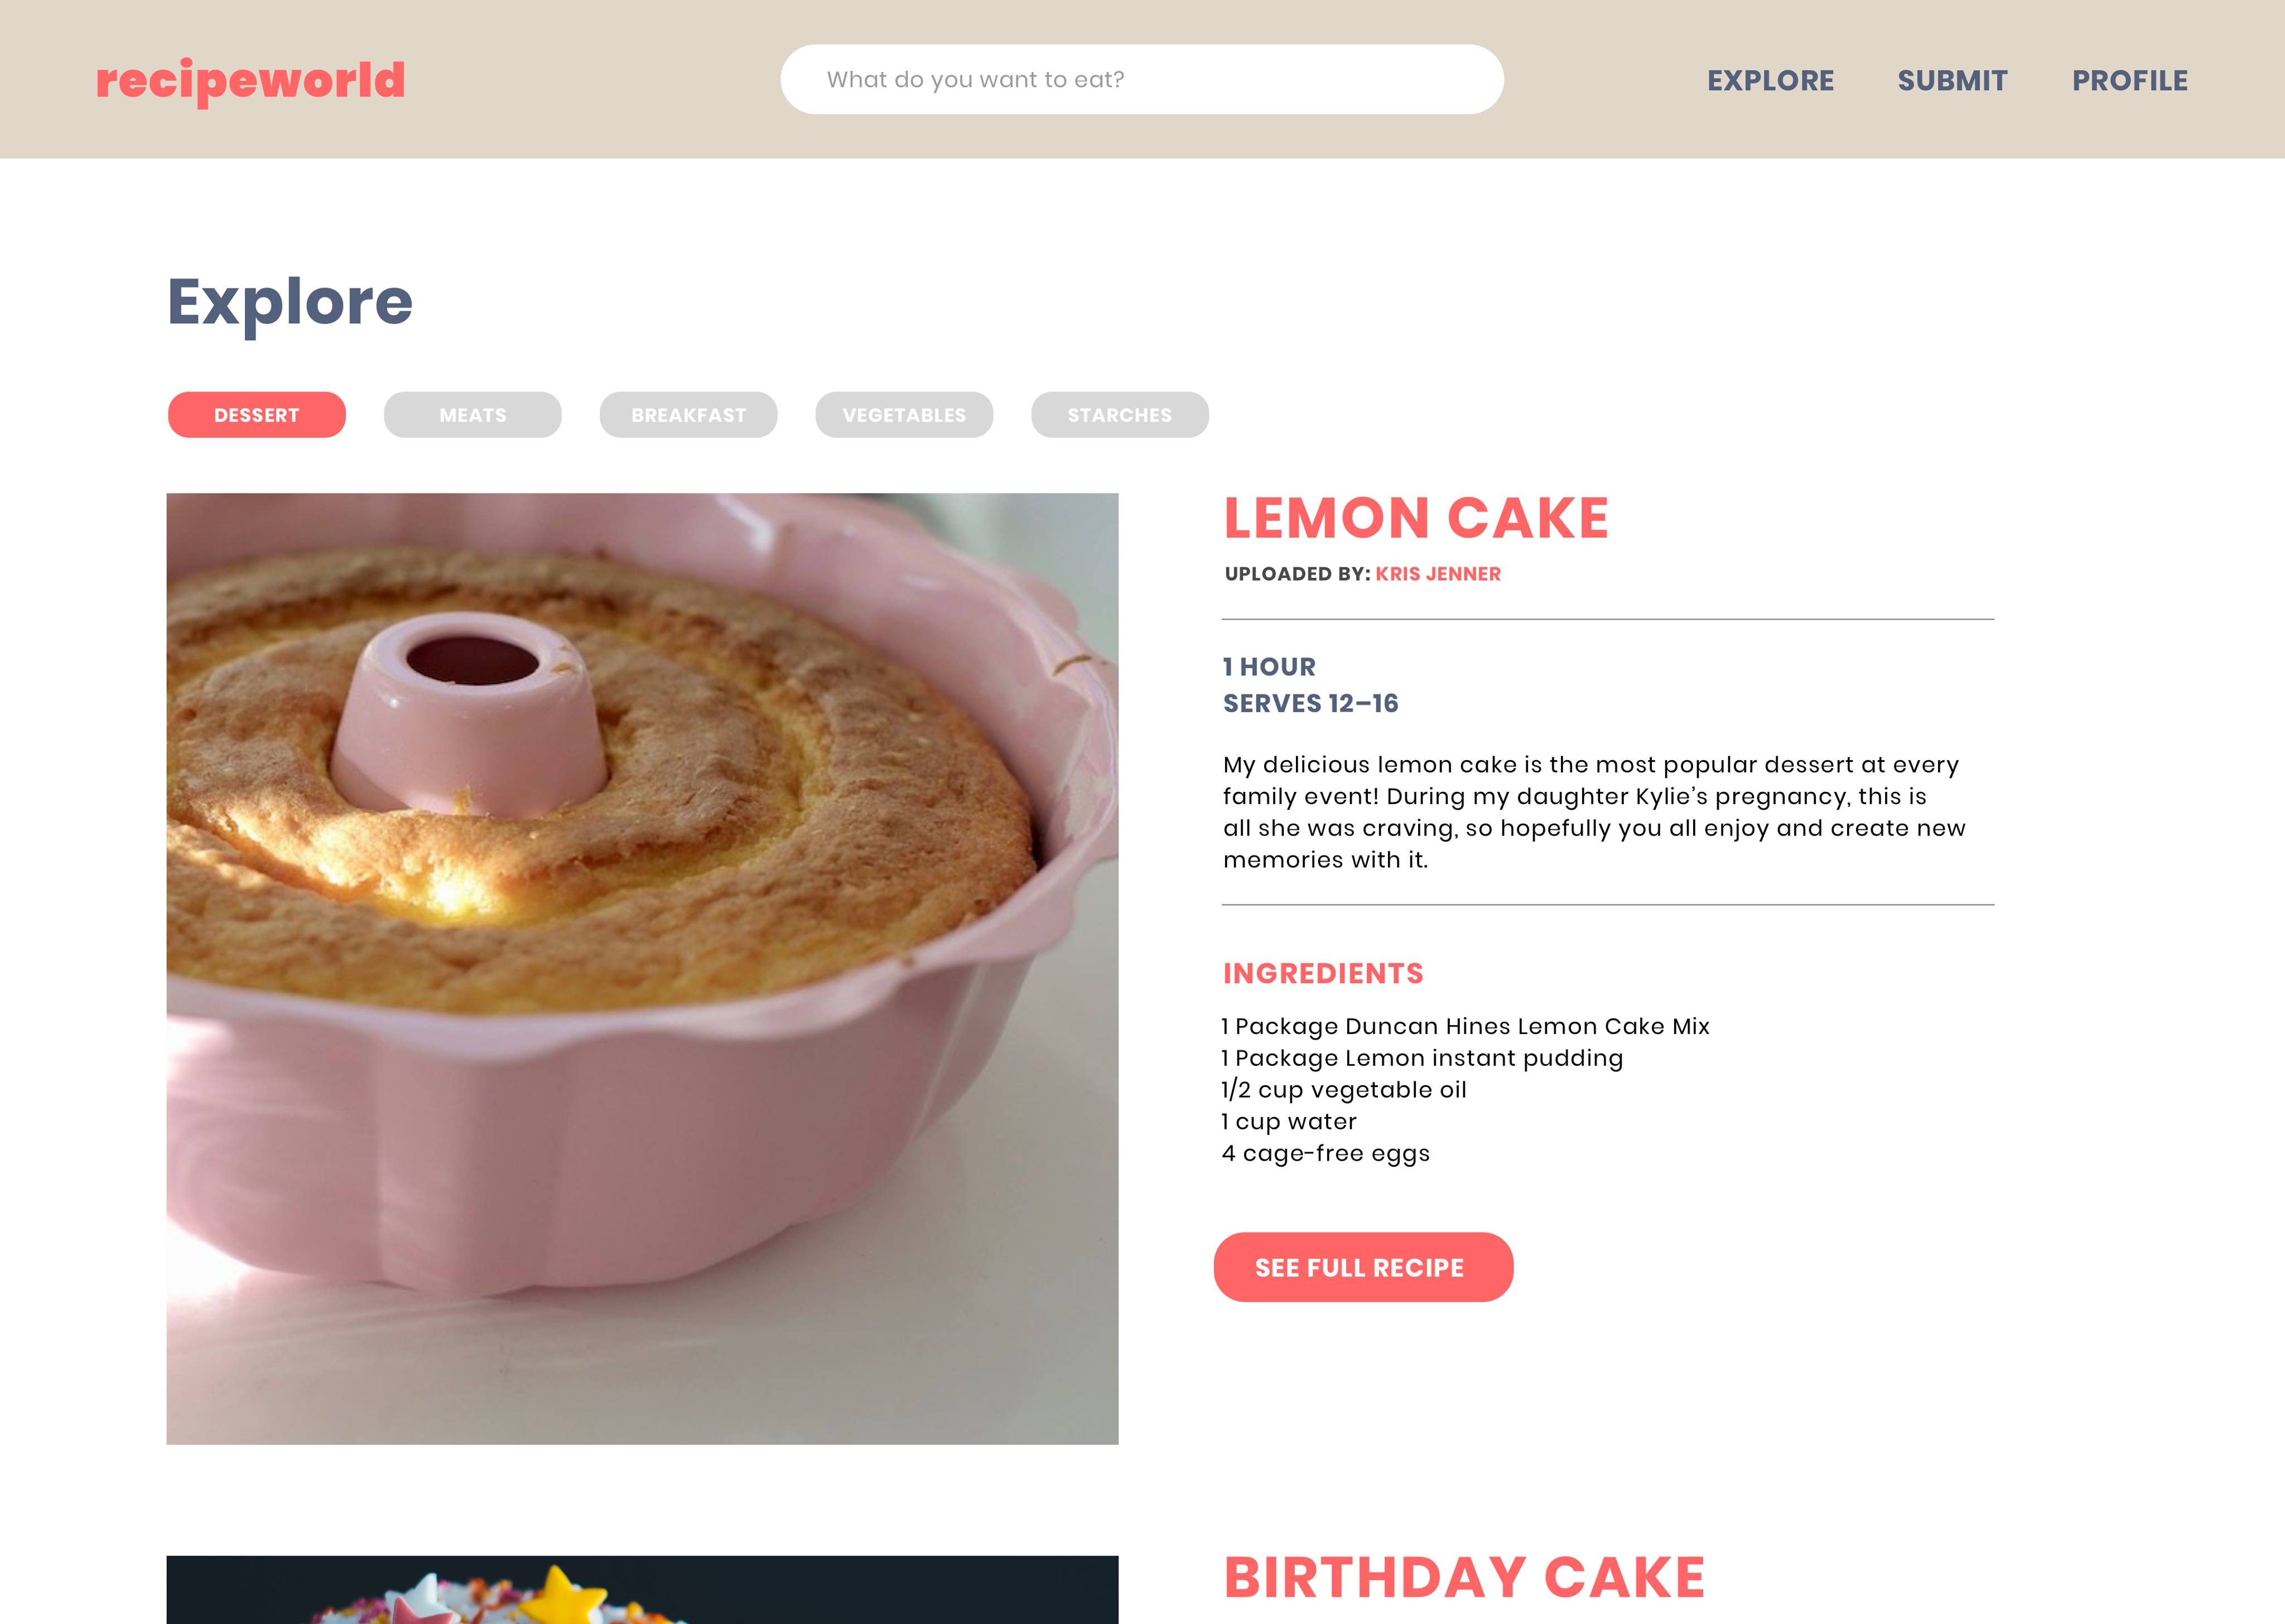 recipeworld
What do you want to eat?
EXPLORE
SUBMIT
PROFILE
Explore
DESSERT
MEATS
BREAKFAST
VEGETABLES
STARCHES
LEMON CAKE
UPLOADED BY: KRIS JENNER
1 HOUR
SERVES 12–16
My delicious lemon cake is the most popular dessert at every
family event! During my daughter Kylie’s pregnancy, this is
all she was craving, so hopefully you all enjoy and create new
memories with it.
INGREDIENTS
1 Package Duncan Hines Lemon Cake Mix
1 Package Lemon instant pudding
1/2 cup vegetable oil
1 cup water
4 cage-free eggs
SEE FULL RECIPE
BIRTHDAY CAKE